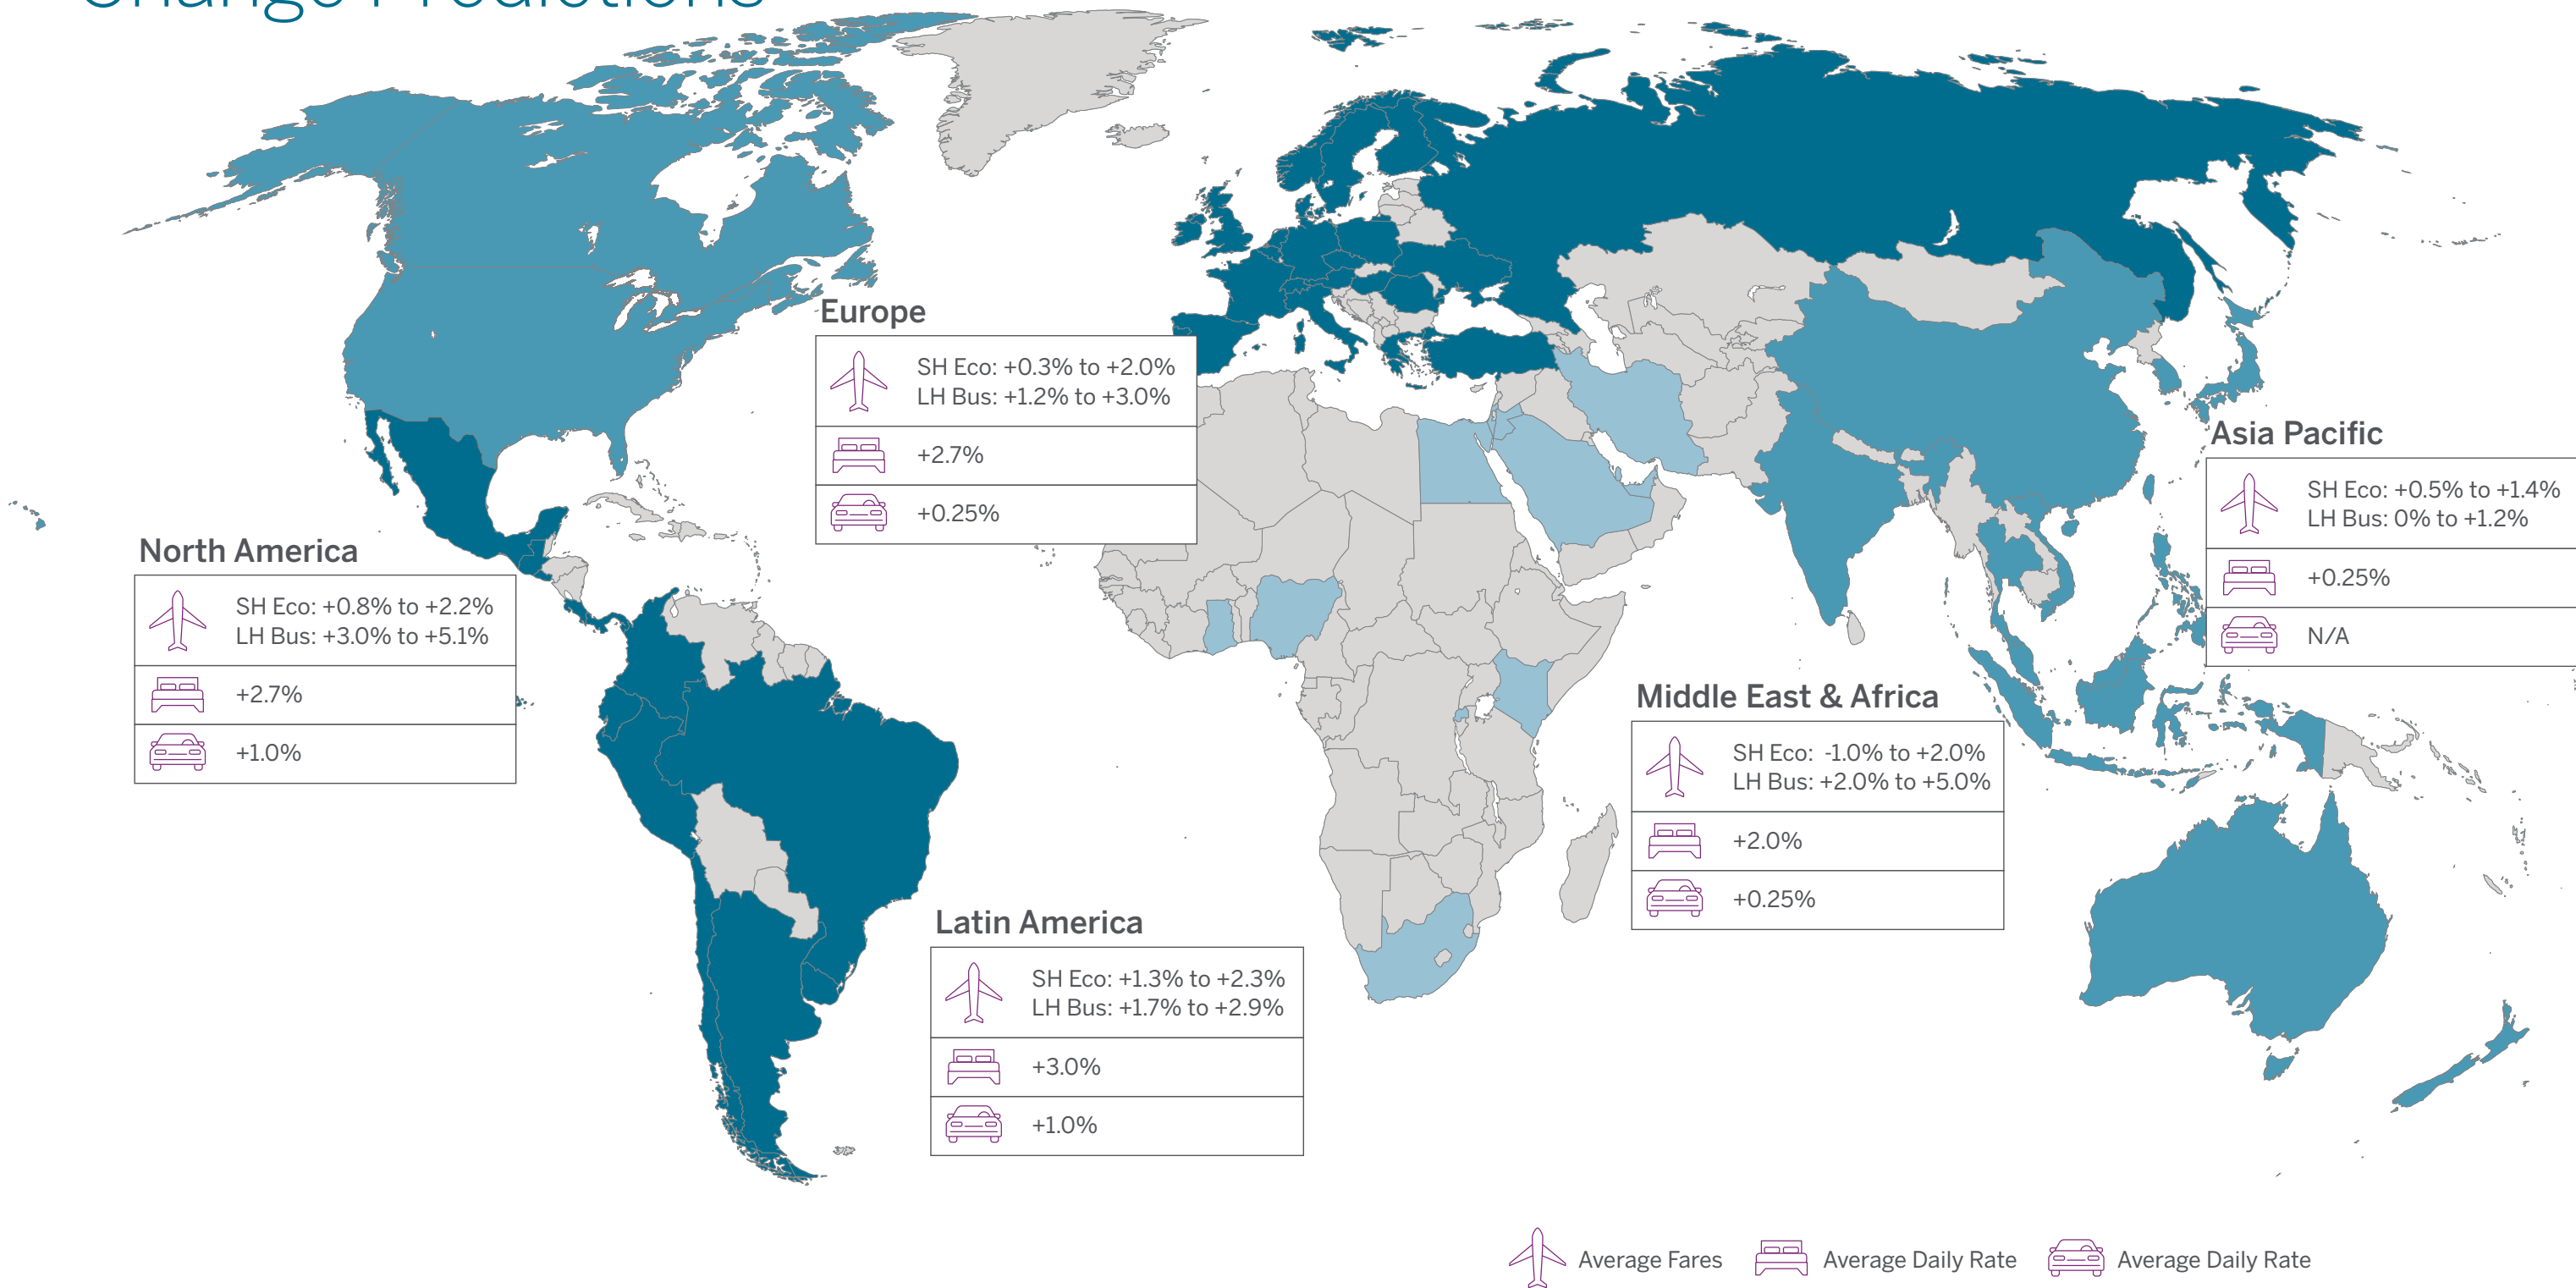 Change Predictions
Europe
SH Eco: +0.3% to +2.0%
LH Bus: +1.2% to +3.0%
+2.7%
+0.25%
Asia Pacific
SH Eco: +0.5% to +1.4%
LH Bus: 0% to +1.2%
+0.25%
N/A
North America
SH Eco: +0.8% to +2.2%
LH Bus: +3.0% to +5.1%
+2.7%
+1.0%
Middle East & Africa
SH Eco: -1.0% to +2.0%
LH Bus: +2.0% to +5.0%
+2.0%
+0.25%
Latin America
SH Eco: +1.3% to +2.3%
LH Bus: +1.7% to +2.9%
+3.0%
+1.0%
Average Fares
Average Daily Rate
Average Daily Rate